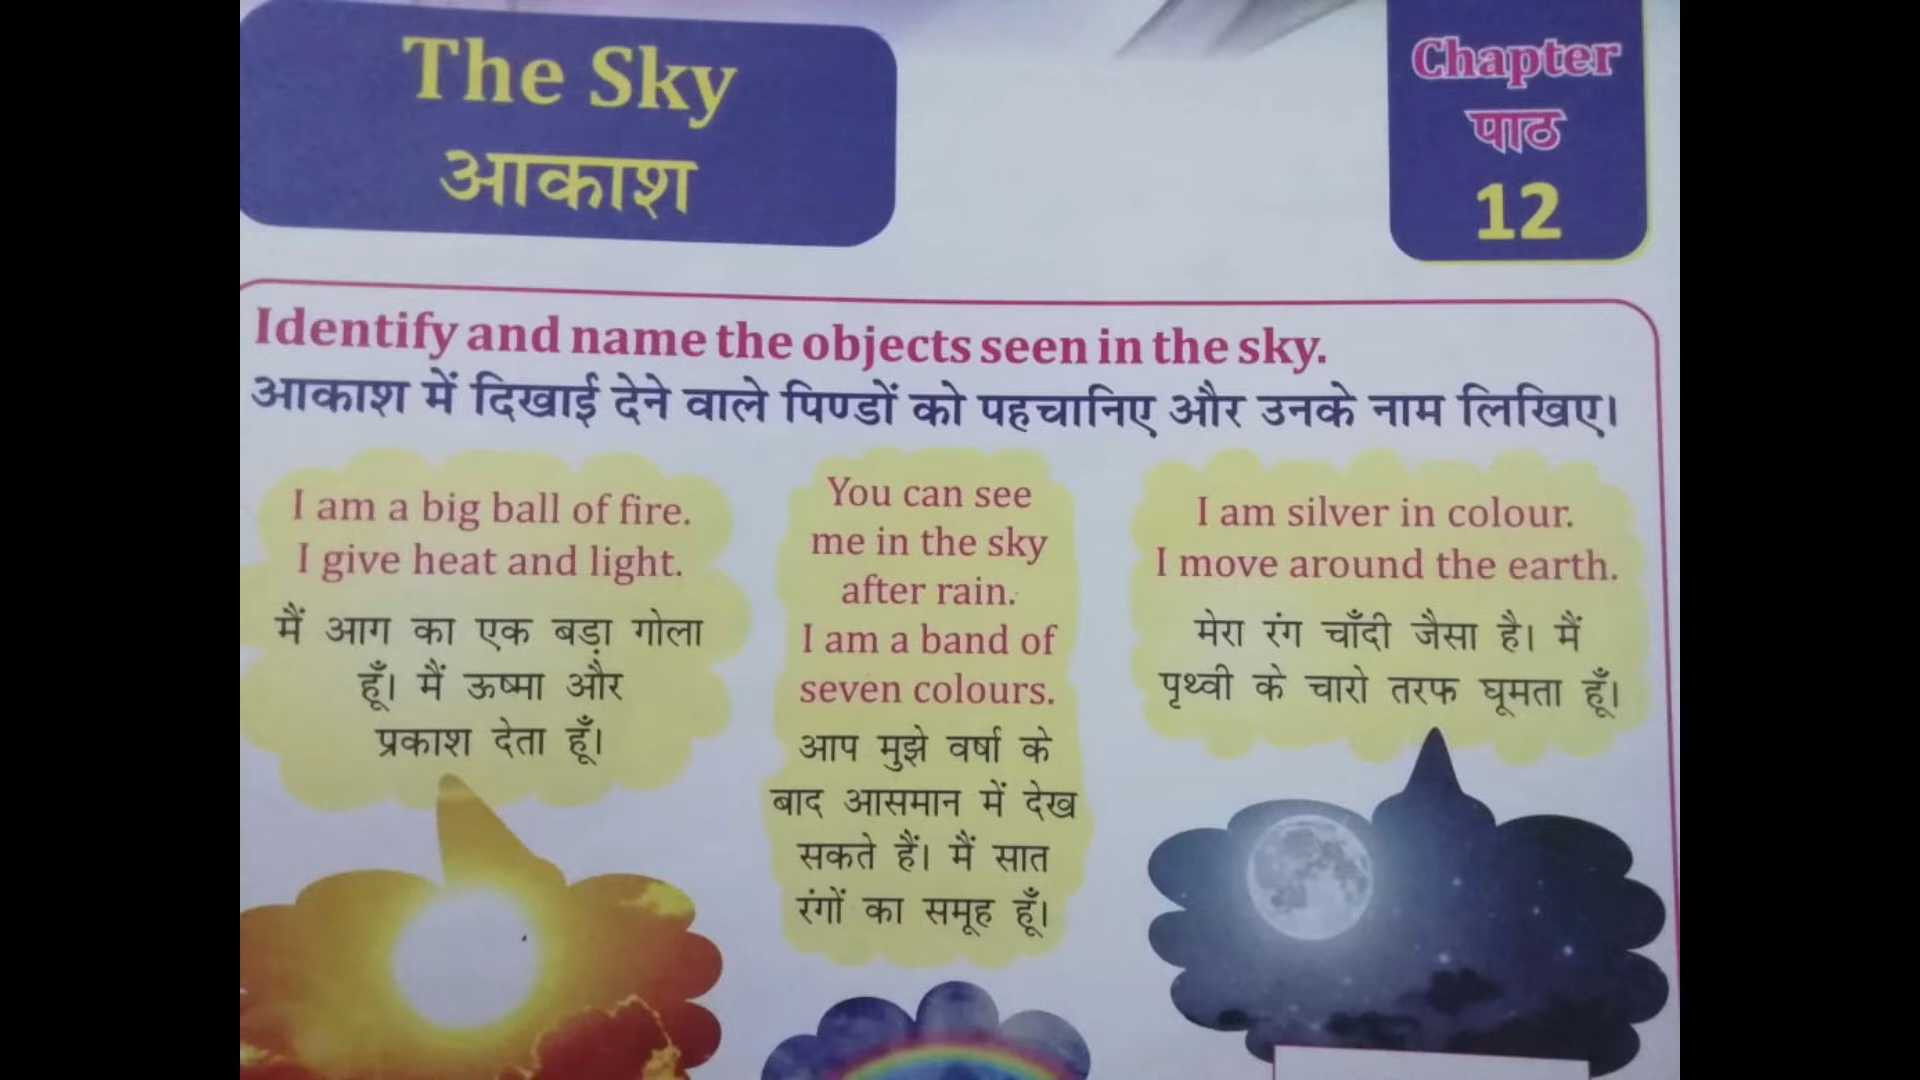 The Sky
आकाश
Chapter
पाठ
12
Identify and name the objects seen in the sky.
आकाश में दिखाई देने वाले पिण्डों को पहचानिए और उनके नाम लिखिए।
I am a big ball of fire.
I give heat and light.
मैं आग का एक बड़ा गोला
हूँ। मैं ऊष्मा और
प्रकाश देता हूँ।
You can see
me in the sky
after rain.
I am a band of
seven colours.
आप मुझे वर्षा के
बाद आसमान में देख
सकते हैं। मैं सात
रंगों का समूह हूँ।
I am silver in colour.
I move around the earth.
मेरा रंग चाँदी जैसा है। मैं
पृथ्वी के चारो तरफ घूमता हूँ।